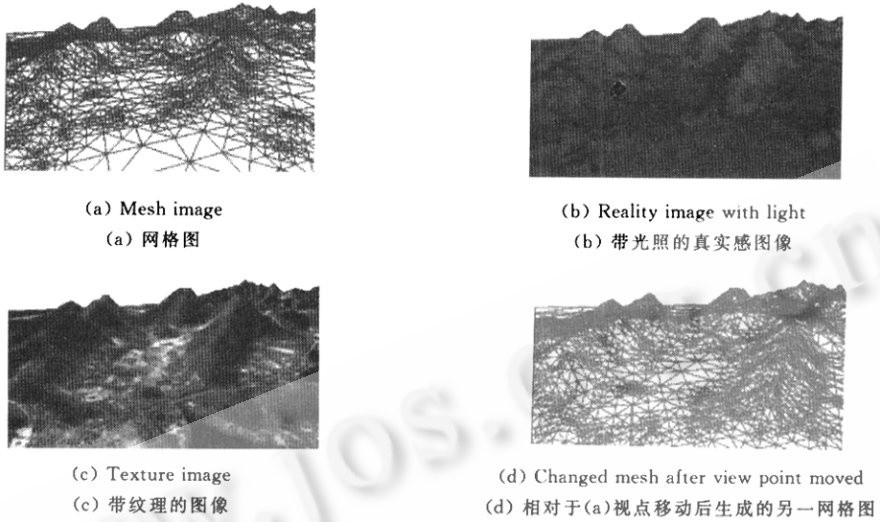 (a) Mesh image
(a) 网格图
(b) Reality image with light
(b) 带光照的真实感图像
(c) Texture image
(c) 带纹理的图像
(d) Changed mesh after view point moved
(d) 相对于(a)视点移动后生成的另一网格图